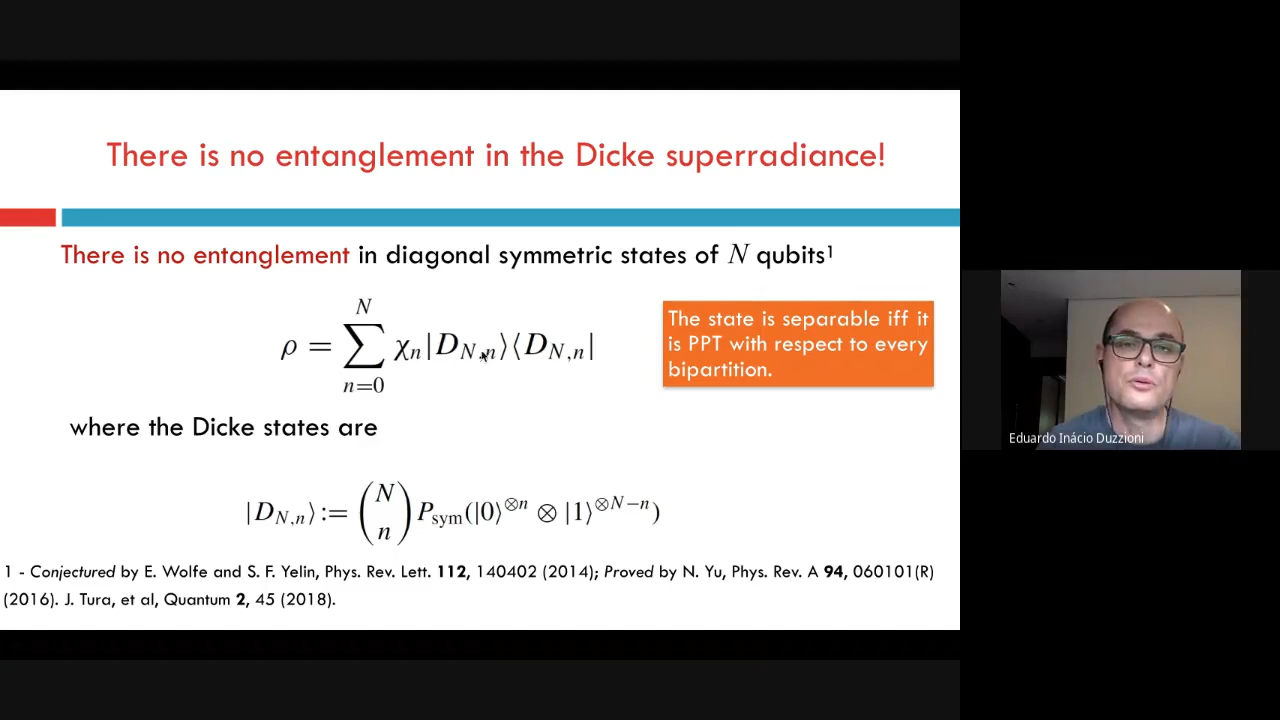 There is no entanglement in the Dicke superradiance!
There is no entanglement in diagonal symmetric states of N qubits¹
ρ = ∑_{n=0}^{N} χ_n |D_{N,n}⟩⟨D_{N,n}|
The state is separable iff it
is PPT with respect to every
bipartition.
where the Dicke states are
|D_{N,n}⟩ := \binom{N}{n} P_{sym}(|0⟩^{⊗n} ⊗ |1⟩^{⊗N−n})
1 - Conjectured by E. Wolfe and S. F. Yelin, Phys. Rev. Lett. 112, 140402 (2014); Proved by N. Yu, Phys. Rev. A 94, 060101(R)
(2016). J. Tura, et al, Quantum 2, 45 (2018).
Eduardo Inácio Duzzioni